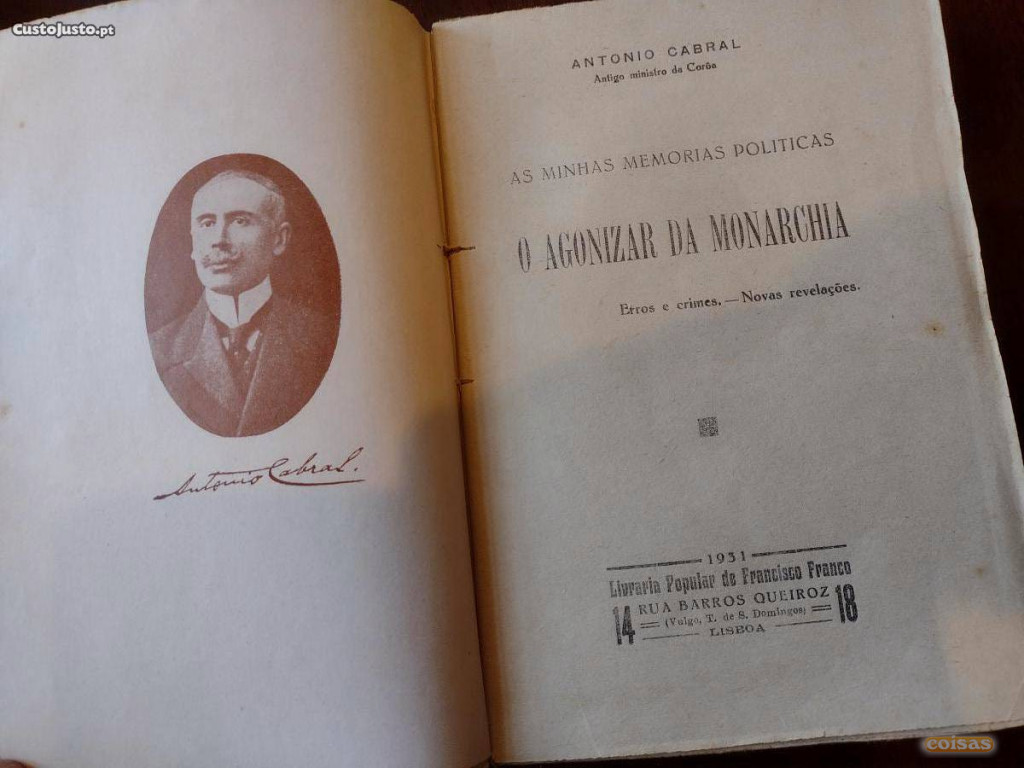 CustoJusto.pt
Antonio Cabral.
ANTONIO CABRAL
Antigo ministro da Corôa
AS MINHAS MEMORIAS POLITICAS
O AGONIZAR DA MONARCHIA
Erros e crimes.—Novas revelações.
1931
Livraria Popular de Francisco Franco
14 RUA BARROS QUEIROZ 18
(Vulgo, T. de S. Domingos)
LISBOA
coisas